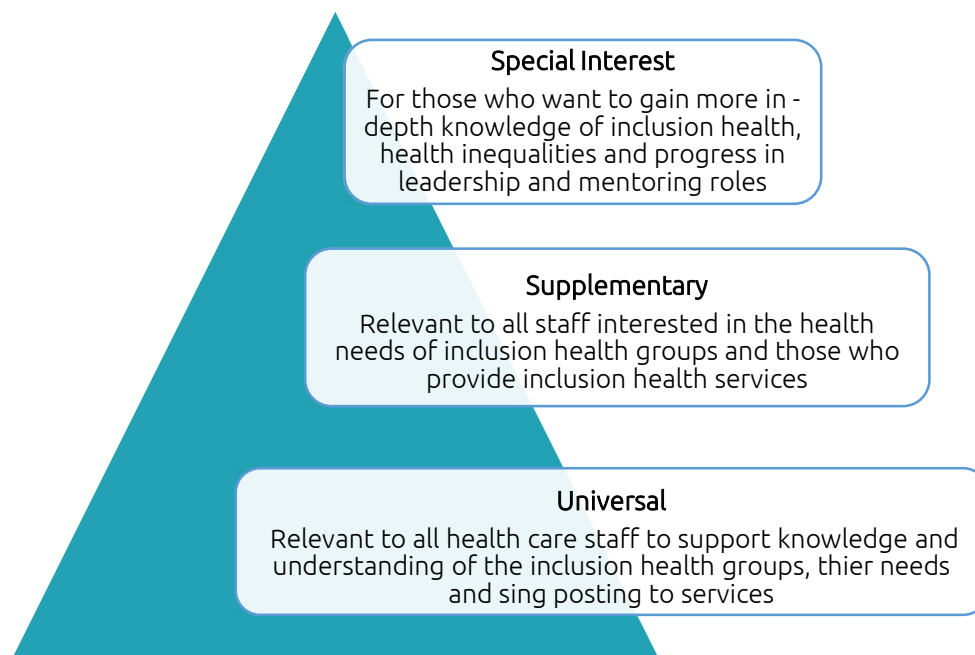 Special Interest
For those who want to gain more in -
depth knowledge of inclusion health,
health inequalities and progress in
leadership and mentoring roles
Supplementary
Relevant to all staff interested in the health
needs of inclusion health groups and those who
provide inclusion health services
Universal
Relevant to all health care staff to support knowledge and
understanding of the inclusion health groups, thier needs
and sing posting to services